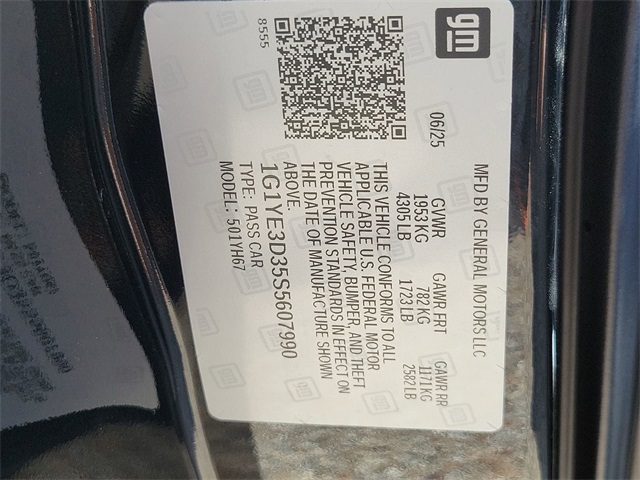 gm
MFD BY GENERAL MOTORS LLC
06/25 GVWR GAWR FRT GAWR RR
1953 KG 782 KG 1171 KG
4305 LB 1723 LB 2582 LB
THIS VEHICLE CONFORMS TO ALL
APPLICABLE U.S. FEDERAL MOTOR
VEHICLE SAFETY, BUMPER, AND THEFT
PREVENTION STANDARDS IN EFFECT ON
THE DATE OF MANUFACTURE SHOWN
ABOVE.
8555
1G1YE3D35S5607990
TYPE: PASS CAR
MODEL: 501YH67